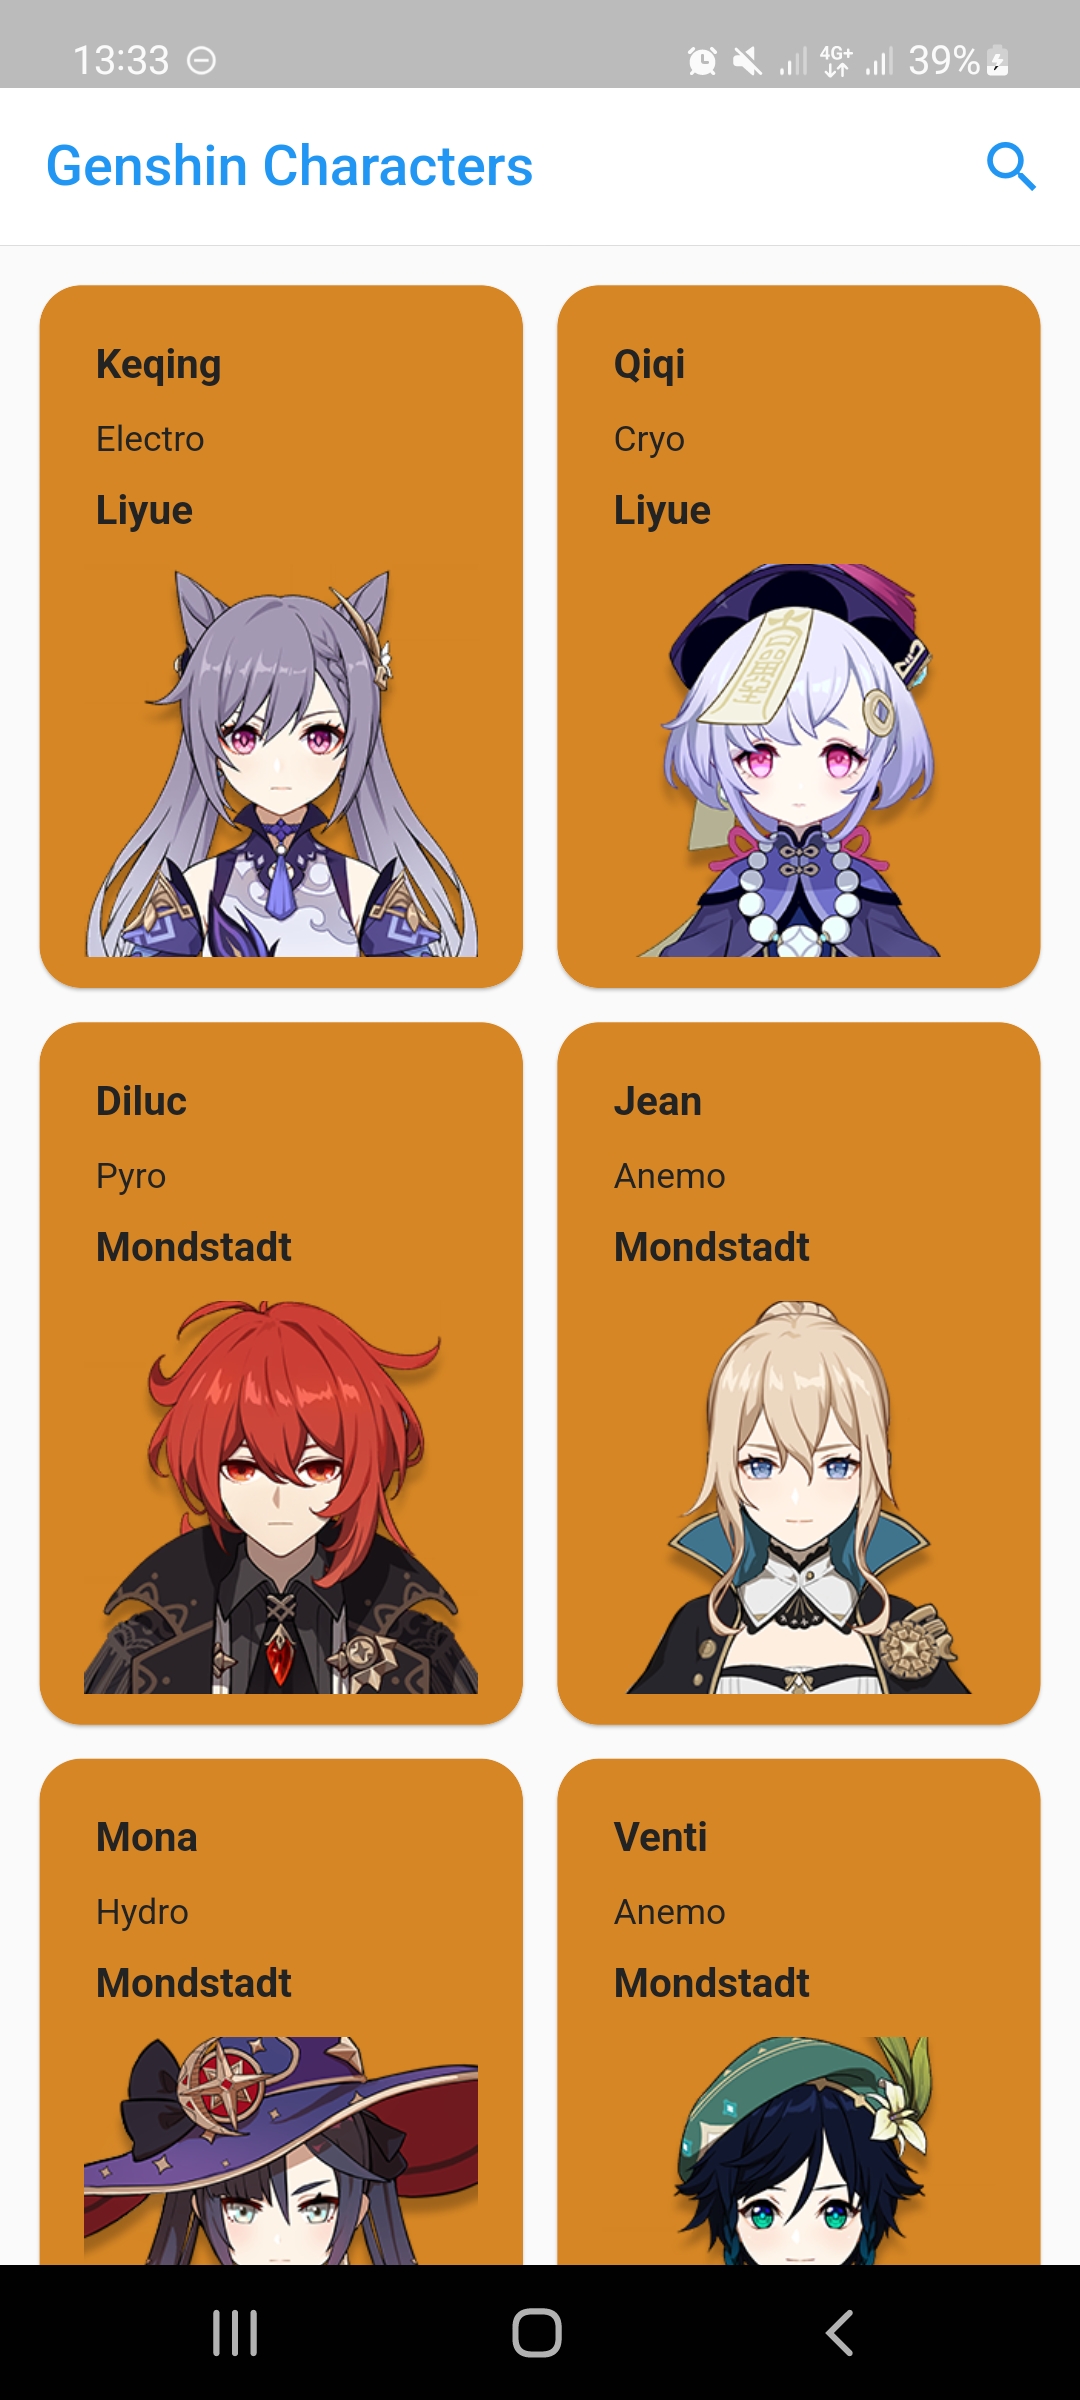 13:33 4G+ 39%
Genshin Characters
Keqing
Electro
Liyue
Qiqi
Cryo
Liyue
Diluc
Pyro
Mondstadt
Jean
Anemo
Mondstadt
Mona
Hydro
Mondstadt
Venti
Anemo
Mondstadt